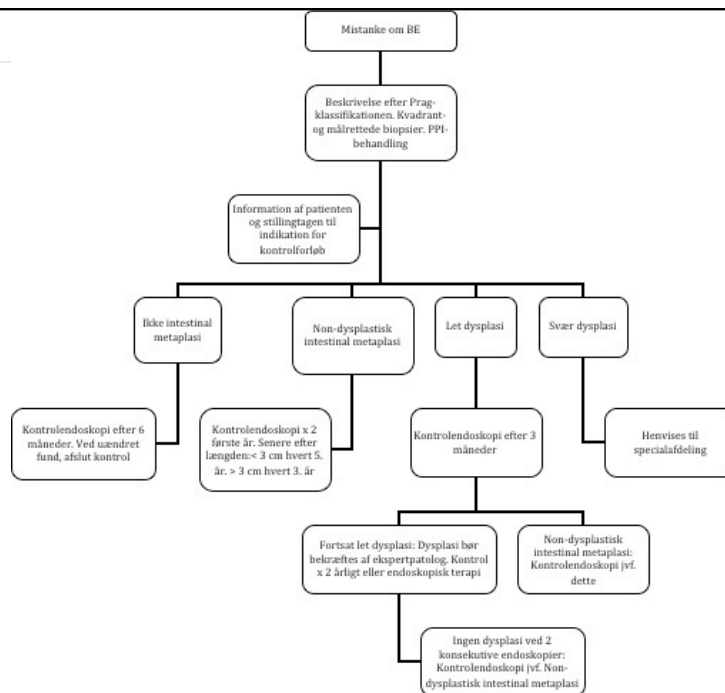 Mistanke om BE
Beskrivelse efter Prag-
klassifikationen. Kvadrant-
og målrettede biopsier. PPI-
behandling
Information af patienten
og stillingtagen til
indikation for
kontrolforløb
Ikke intestinal
metaplasi
Non-dysplastisk
intestinal metaplasi
Let dysplasi
Svær dysplasi
Kontrolendoskopi efter 6
måneder. Ved uændret
fund, afslut kontrol
Kontrolendoskopi x 2
første år. Senere efter
længden:< 3 cm hvert 5.
år. > 3 cm hvert 3. år
Kontrolendoskopi efter 3
måneder
Henvises til
specialafdeling
Fortsat let dysplasi: Dysplasi bør
bekræftes af ekspertpatolog. Kontrol
x 2 årligt eller endoskopisk terapi
Non-dysplastisk
intestinal metaplasi:
Kontrolendoskopi jvf.
dette
Ingen dysplasi ved 2
konsekutive endoskopier:
Kontrolendoskopi jvf. Non-
dysplastisk intestinal metaplasi